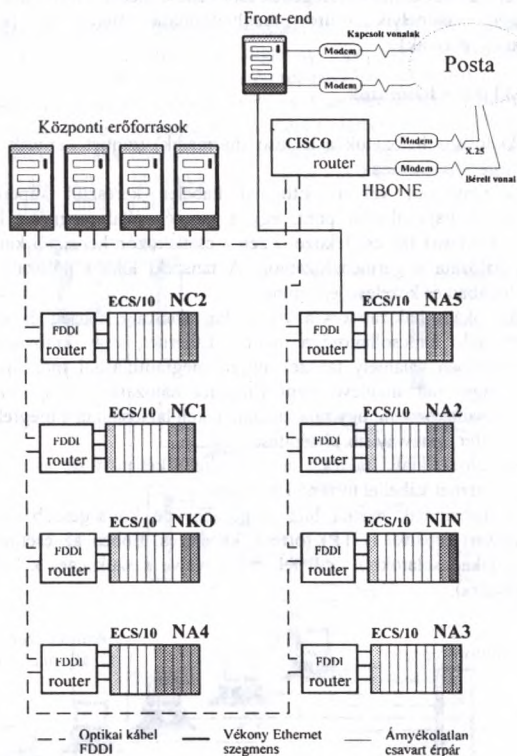 Front-end
Kapcsolt vonalak
Modem
Modem
Posta
Központi erőforrások
CISCO
router
Modem
X.25
Modem
Bérelt vonal
HBONE
ECS/10 NC2
FDDI
router
ECS/10 NA5
FDDI
router
ECS/10 NC1
FDDI
router
ECS/10 NA2
FDDI
router
ECS/10 NKO
FDDI
router
ECS/10 NIN
FDDI
router
ECS/10 NA4
FDDI
router
ECS/10 NA3
FDDI
router
Optikai kábel
FDDI
Vékony Ethernet
szegmens
Árnyékolatlan
csavart érpár